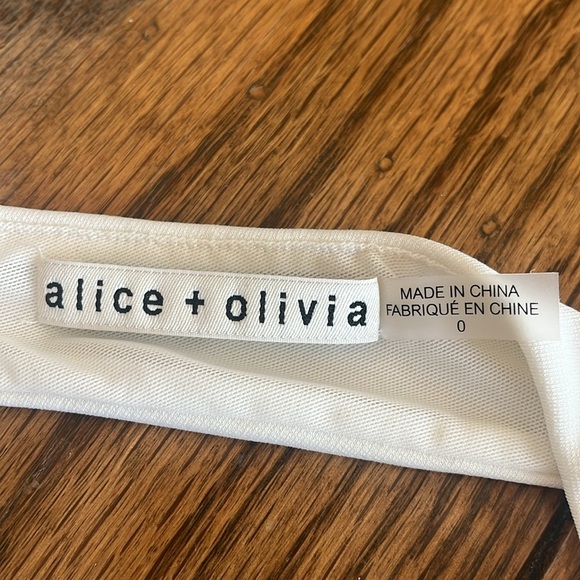 alice + olivia
MADE IN CHINA
FABRIQUÉ EN CHINE
0